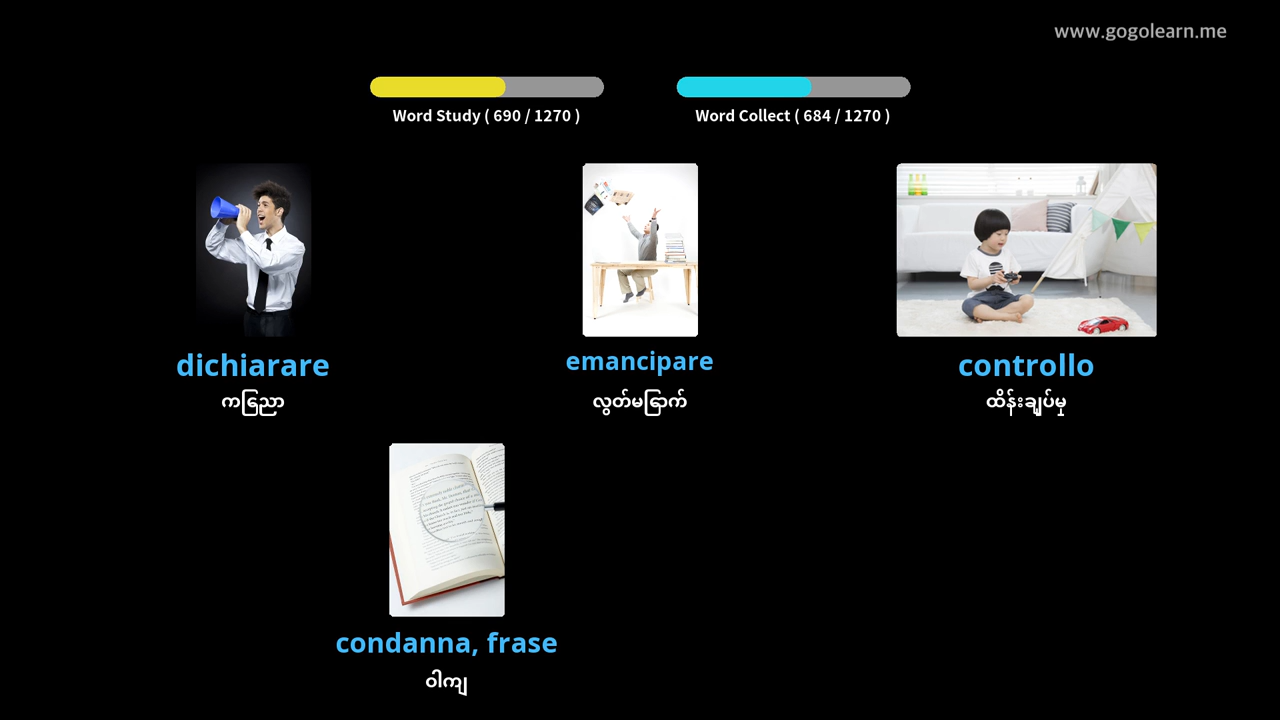 www.gogolearn.me
Word Study ( 690 / 1270 )
Word Collect ( 684 / 1270 )
dichiarare
ကြေညာ
emancipare
လွတ်မြောက်
controllo
ထိန်းချုပ်မှု
condanna, frase
ဝါကျ